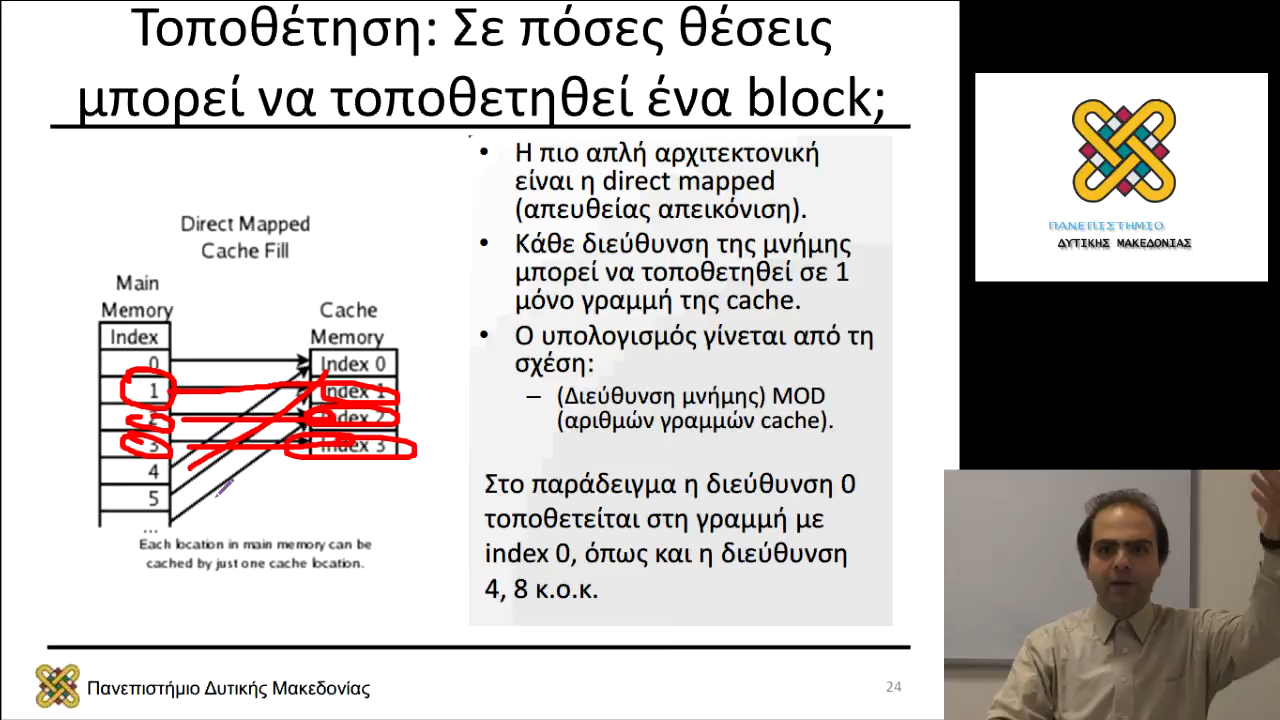 Τοποθέτηση: Σε πόσες θέσεις
μπορεί να τοποθετηθεί ένα block;
Direct Mapped
Cache Fill
Main
Memory
Index
0
1
2
3
4
5
...
Cache
Memory
Index 0
Index 1
Index 2
Index 3
Each location in main memory can be
cached by just one cache location.
• Η πιο απλή αρχιτεκτονική
είναι η direct mapped
(απευθείας απεικόνιση).
• Κάθε διεύθυνση της μνήμης
μπορεί να τοποθετηθεί σε 1
μόνο γραμμή της cache.
• Ο υπολογισμός γίνεται από τη
σχέση:
– (Διεύθυνση μνήμης) MOD
(αριθμών γραμμών cache).
Στο παράδειγμα η διεύθυνση 0
τοποθετείται στη γραμμή με
index 0, όπως και η διεύθυνση
4, 8 κ.ο.κ.
Πανεπιστήμιο Δυτικής Μακεδονίας
24
ΠΑΝΕΠΙΣΤΗΜΙΟ
ΔΥΤΙΚΗΣ ΜΑΚΕΔΟΝΙΑΣ